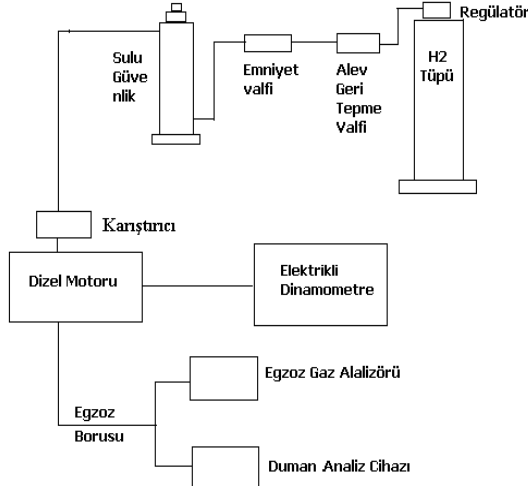 Regülatör
Sulu
Güve
nlik
Emniyet
valfi
Alev
Geri
Tepme
Valfi
H2
Tüpü
Karıştırıcı
Dizel Motoru
Elektrikli
Dinamometre
Egzoz Gaz Alalizörü
Egzoz
Borusu
Duman .Analiz Cihazı